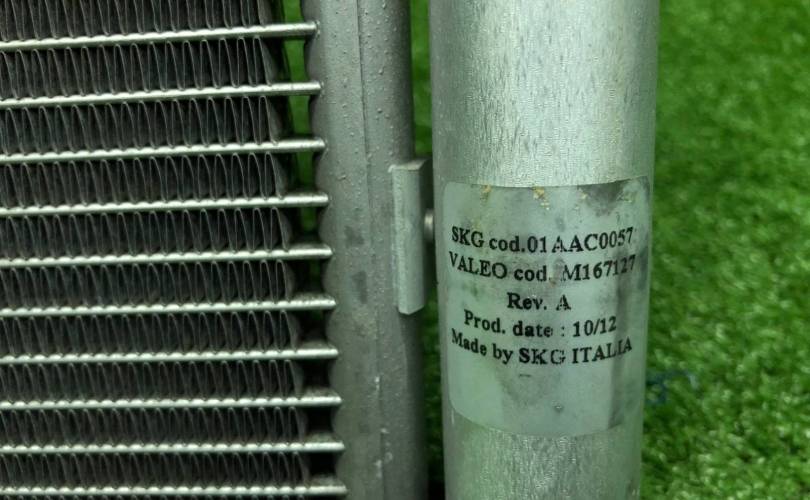 SKG cod.01AAC0057
VALEO cod. M167127
Rev. A
Prod. date : 10/12
Made by SKG ITALIA